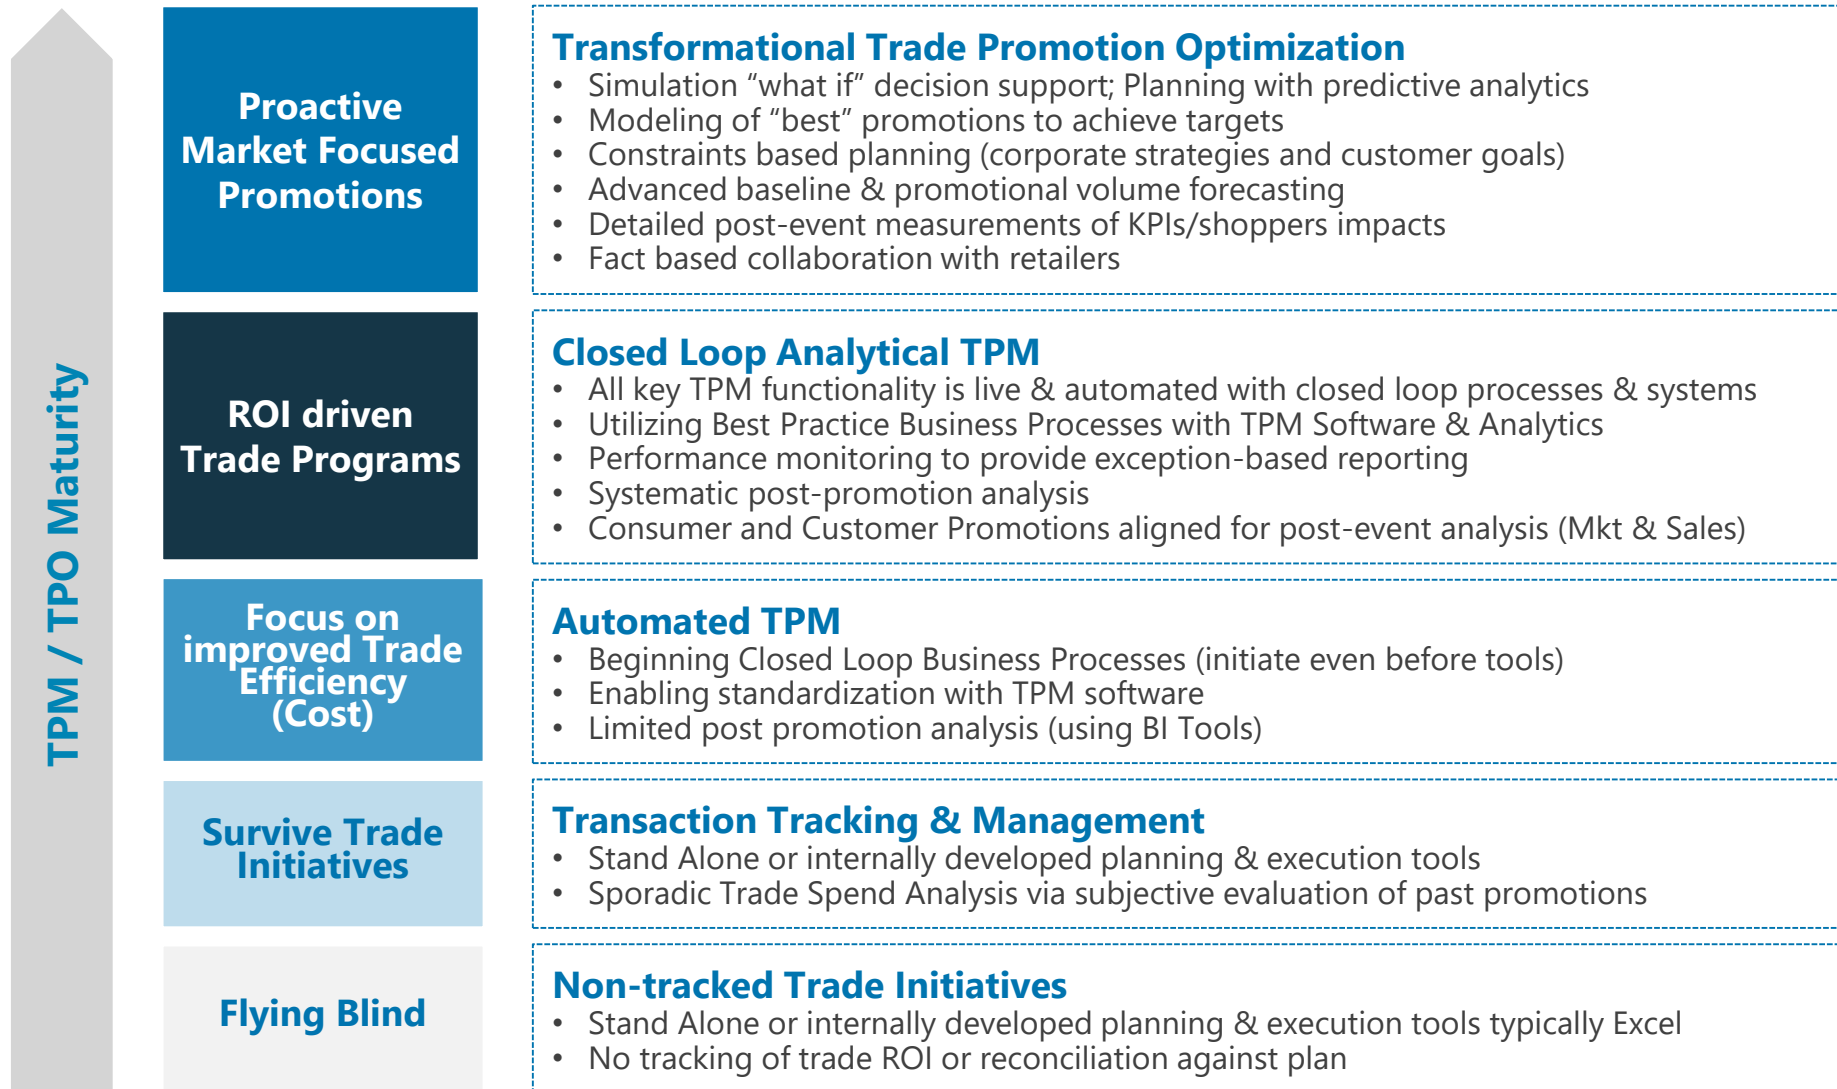 TPM / TPO Maturity
Proactive
Market Focused
Promotions
Transformational Trade Promotion Optimization
• Simulation “what if” decision support; Planning with predictive analytics
• Modeling of “best” promotions to achieve targets
• Constraints based planning (corporate strategies and customer goals)
• Advanced baseline & promotional volume forecasting
• Detailed post-event measurements of KPIs/shoppers impacts
• Fact based collaboration with retailers
ROI driven
Trade Programs
Closed Loop Analytical TPM
• All key TPM functionality is live & automated with closed loop processes & systems
• Utilizing Best Practice Business Processes with TPM Software & Analytics
• Performance monitoring to provide exception-based reporting
• Systematic post-promotion analysis
• Consumer and Customer Promotions aligned for post-event analysis (Mkt & Sales)
Focus on
improved Trade
Efficiency
(Cost)
Automated TPM
• Beginning Closed Loop Business Processes (initiate even before tools)
• Enabling standardization with TPM software
• Limited post promotion analysis (using BI Tools)
Survive Trade
Initiatives
Transaction Tracking & Management
• Stand Alone or internally developed planning & execution tools
• Sporadic Trade Spend Analysis via subjective evaluation of past promotions
Flying Blind
Non-tracked Trade Initiatives
• Stand Alone or internally developed planning & execution tools typically Excel
• No tracking of trade ROI or reconciliation against plan